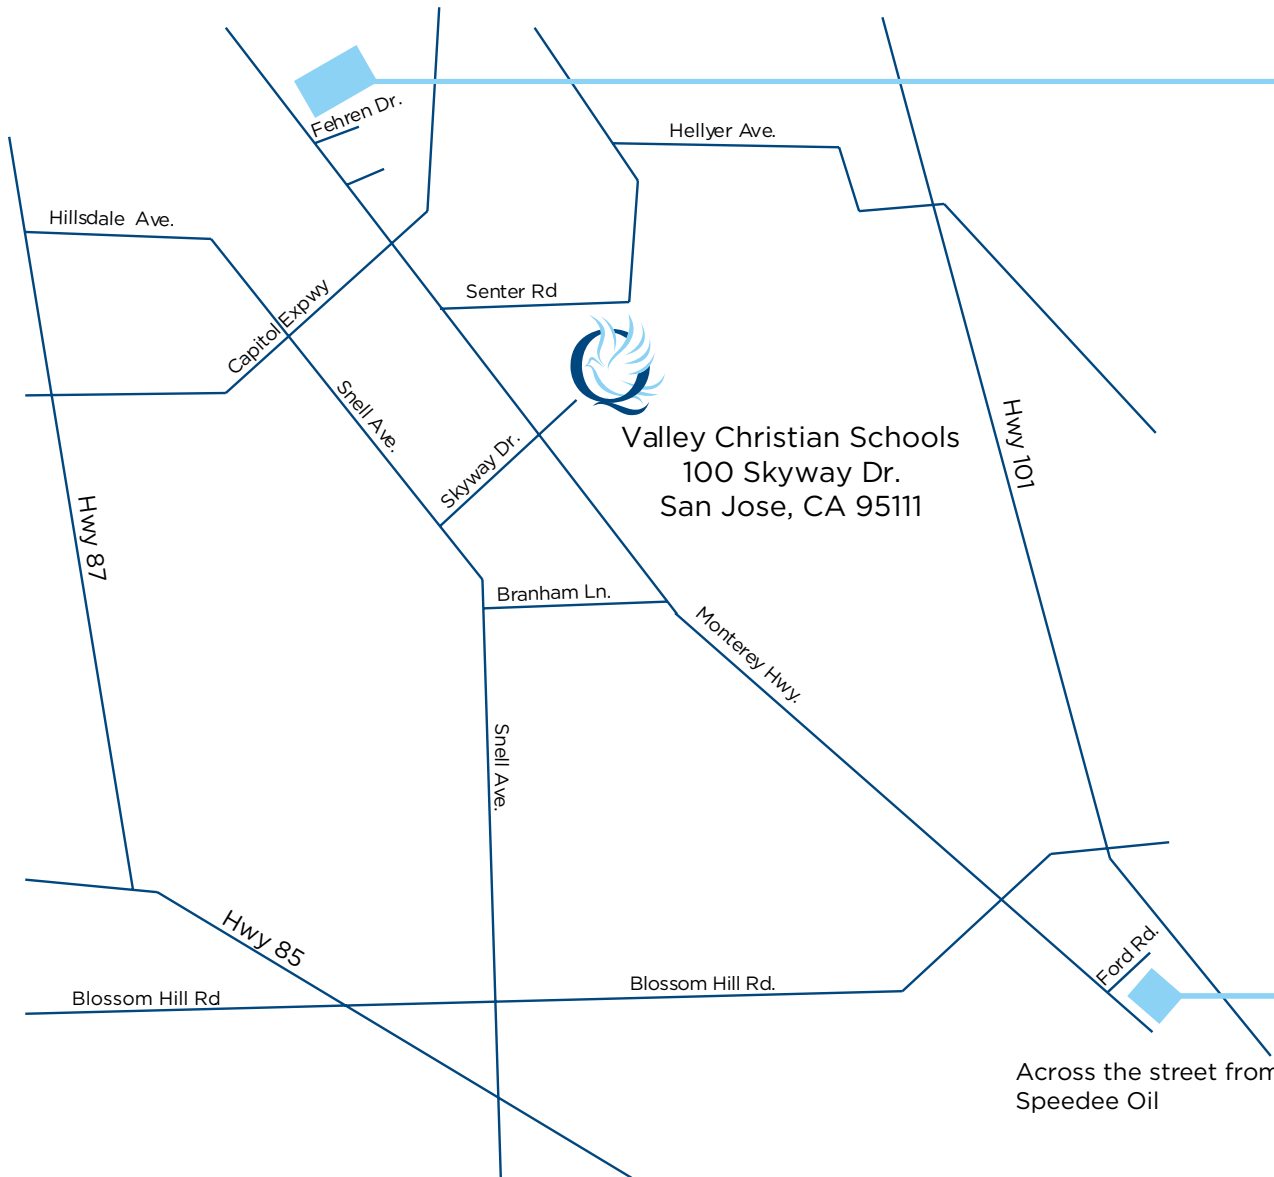 Fehren Dr.
Hellyer Ave.
Hillsdale Ave.
Senter Rd
Capitol Expwy
Snell Ave.
Skyway Dr.
Valley Christian Schools
100 Skyway Dr.
San Jose, CA 95111
Hwy 101
Hwy 87
Branham Ln.
Monterey Hwy.
Snell Ave.
Hwy 85
Ford Rd.
Blossom Hill Rd
Blossom Hill Rd.
Across the street from
Speedee Oil